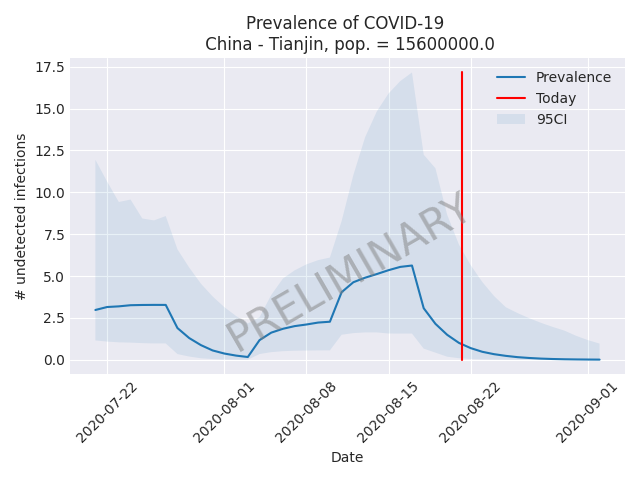 Prevalence of COVID-19
China - Tianjin, pop. = 15600000.0
17.5
15.0
12.5
10.0
7.5
5.0
2.5
0.0
# undetected infections
Prevalence
Today
95CI
PRELIMINARY
2020-07-22
2020-08-01
2020-08-08
2020-08-15
2020-08-22
2020-09-01
Date